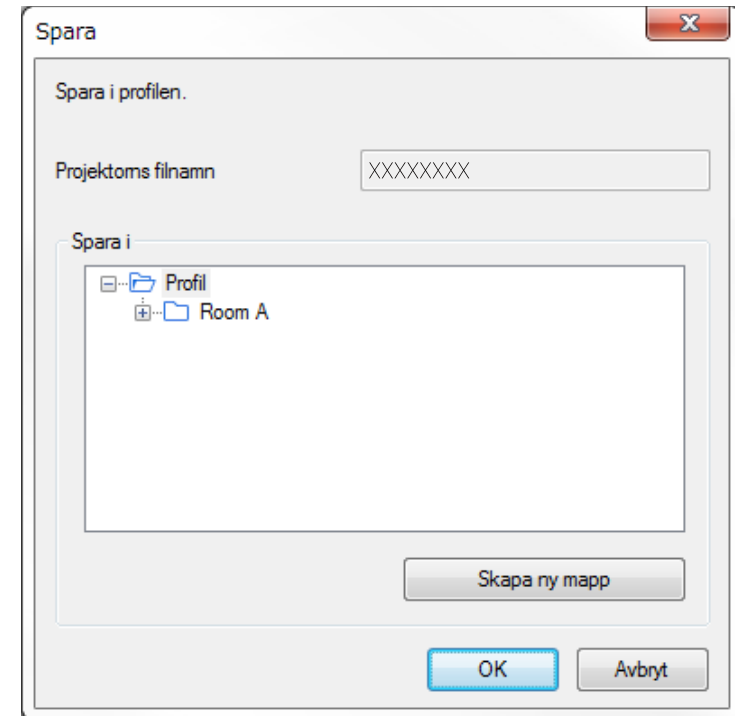 Spara
Spara i profilen.
Projektorns filnamn XXXXXXXX
Spara i
Profil
Room A
Skapa ny mapp
OK Avbryt